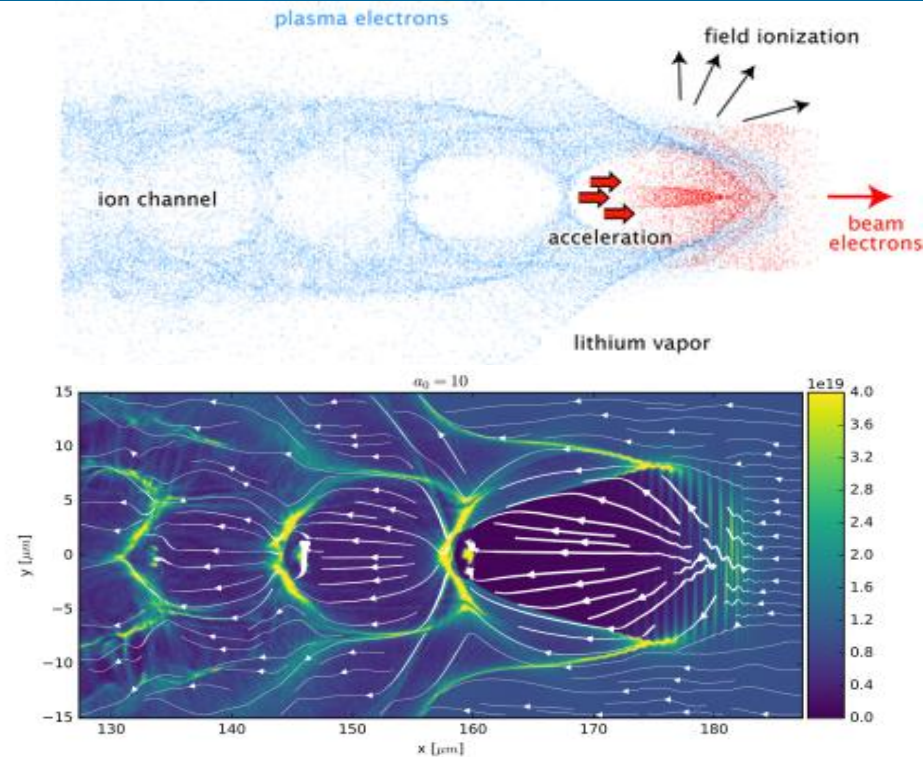 plasma electrons
field ionization
ion channel
acceleration
beam
electrons
lithium vapor
a₀ = 10
1e19
15
10
5
0
−5
−10
−15
y [μm]
130
140
150
160
170
180
x [μm]
4.0
3.6
3.2
2.8
2.4
2.0
1.6
1.2
0.8
0.4
0.0